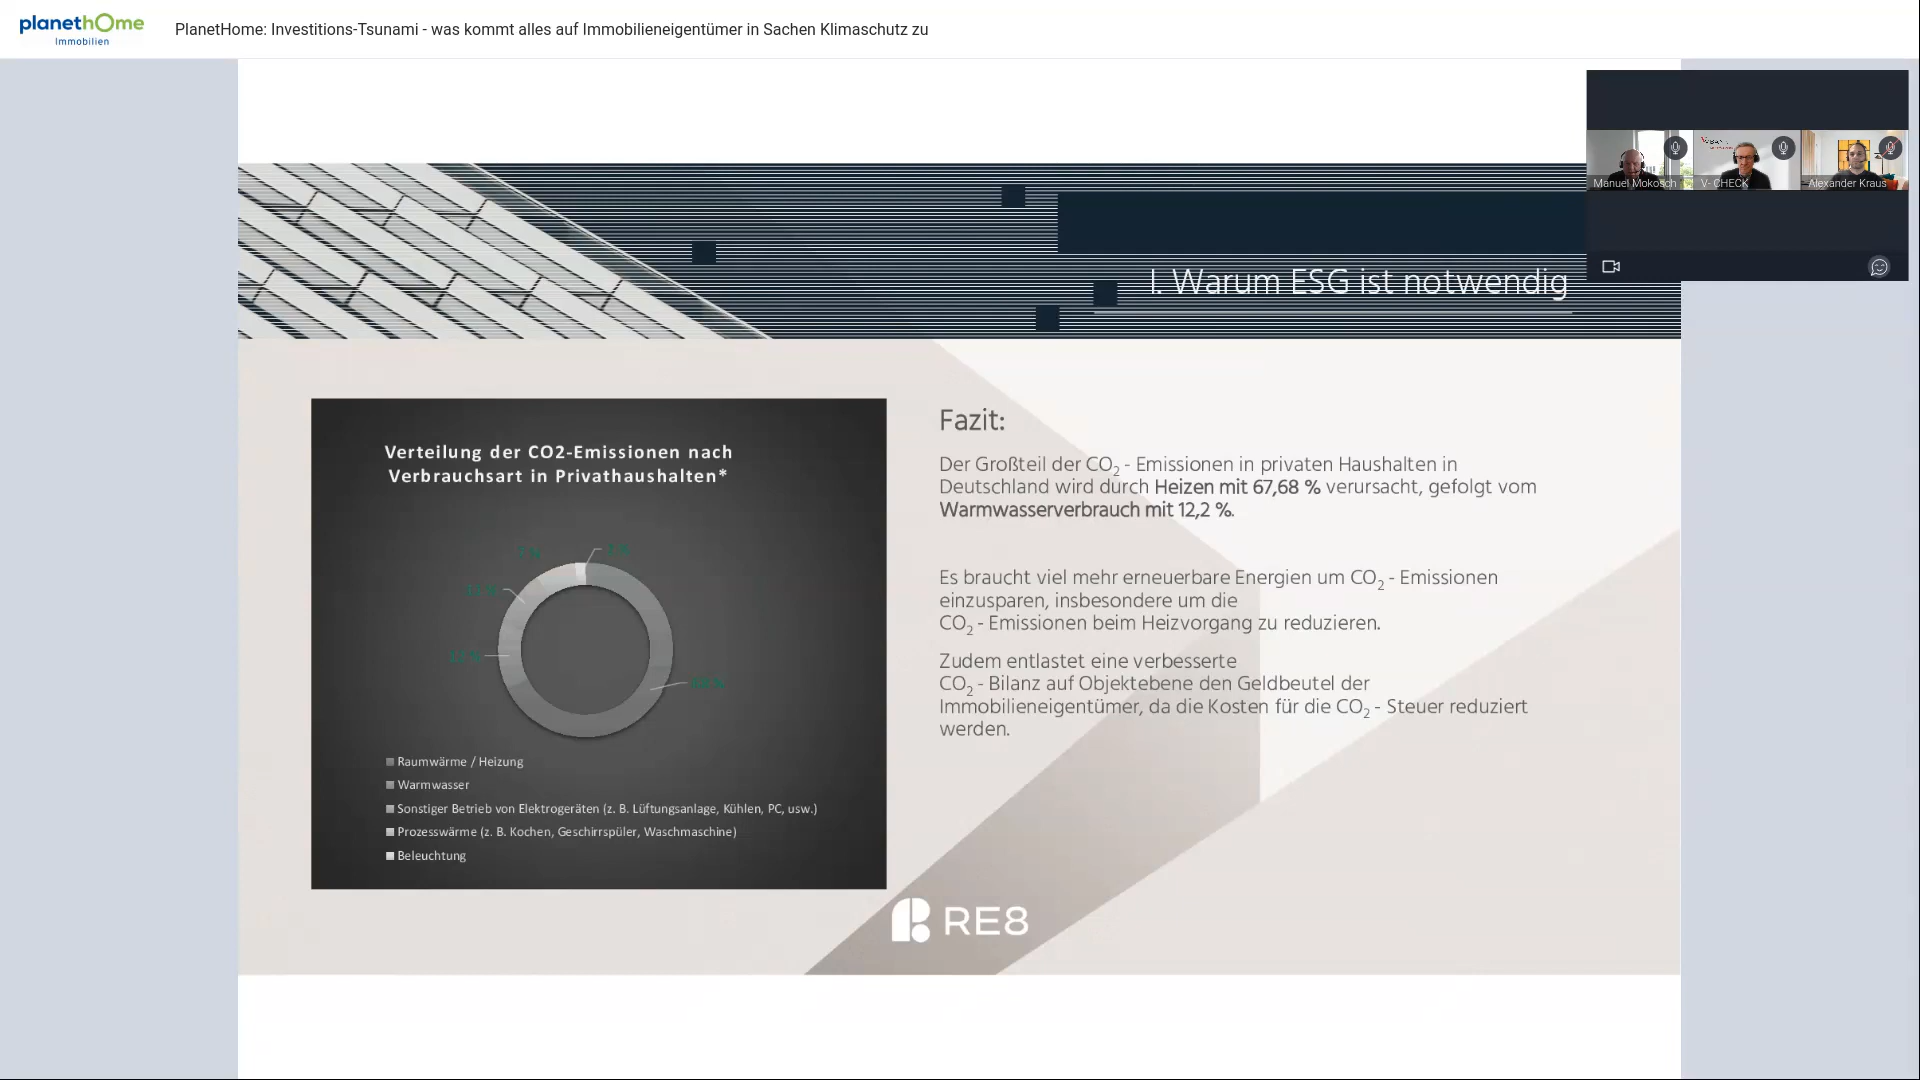 planethome
Immobilien
PlanetHome: Investitions-Tsunami - was kommt alles auf Immobilieneigentümer in Sachen Klimaschutz zu
Manuel Mokosch
V- CHECK
Alexander Kraus
I. Warum ESG ist notwendig
Verteilung der CO2-Emissionen nach
Verbrauchsart in Privathaushalten*
Raumwärme / Heizung
Warmwasser
Sonstiger Betrieb von Elektrogeräten (z. B. Lüftungsanlage, Kühlen, PC, usw.)
Prozesswärme (z. B. Kochen, Geschirrspüler, Waschmaschine)
Beleuchtung
Fazit:
Der Großteil der CO2 - Emissionen in privaten Haushalten in
Deutschland wird durch Heizen mit 67,68 % verursacht, gefolgt vom
Warmwasserverbrauch mit 12,2 %.
Es braucht viel mehr erneuerbare Energien um CO2 - Emissionen
einzusparen, insbesondere um die
CO2 - Emissionen beim Heizvorgang zu reduzieren.
Zudem entlastet eine verbesserte
CO2 - Bilanz auf Objektebene den Geldbeutel der
Immobilieneigentümer, da die Kosten für die CO2 - Steuer reduziert
werden.
RE8